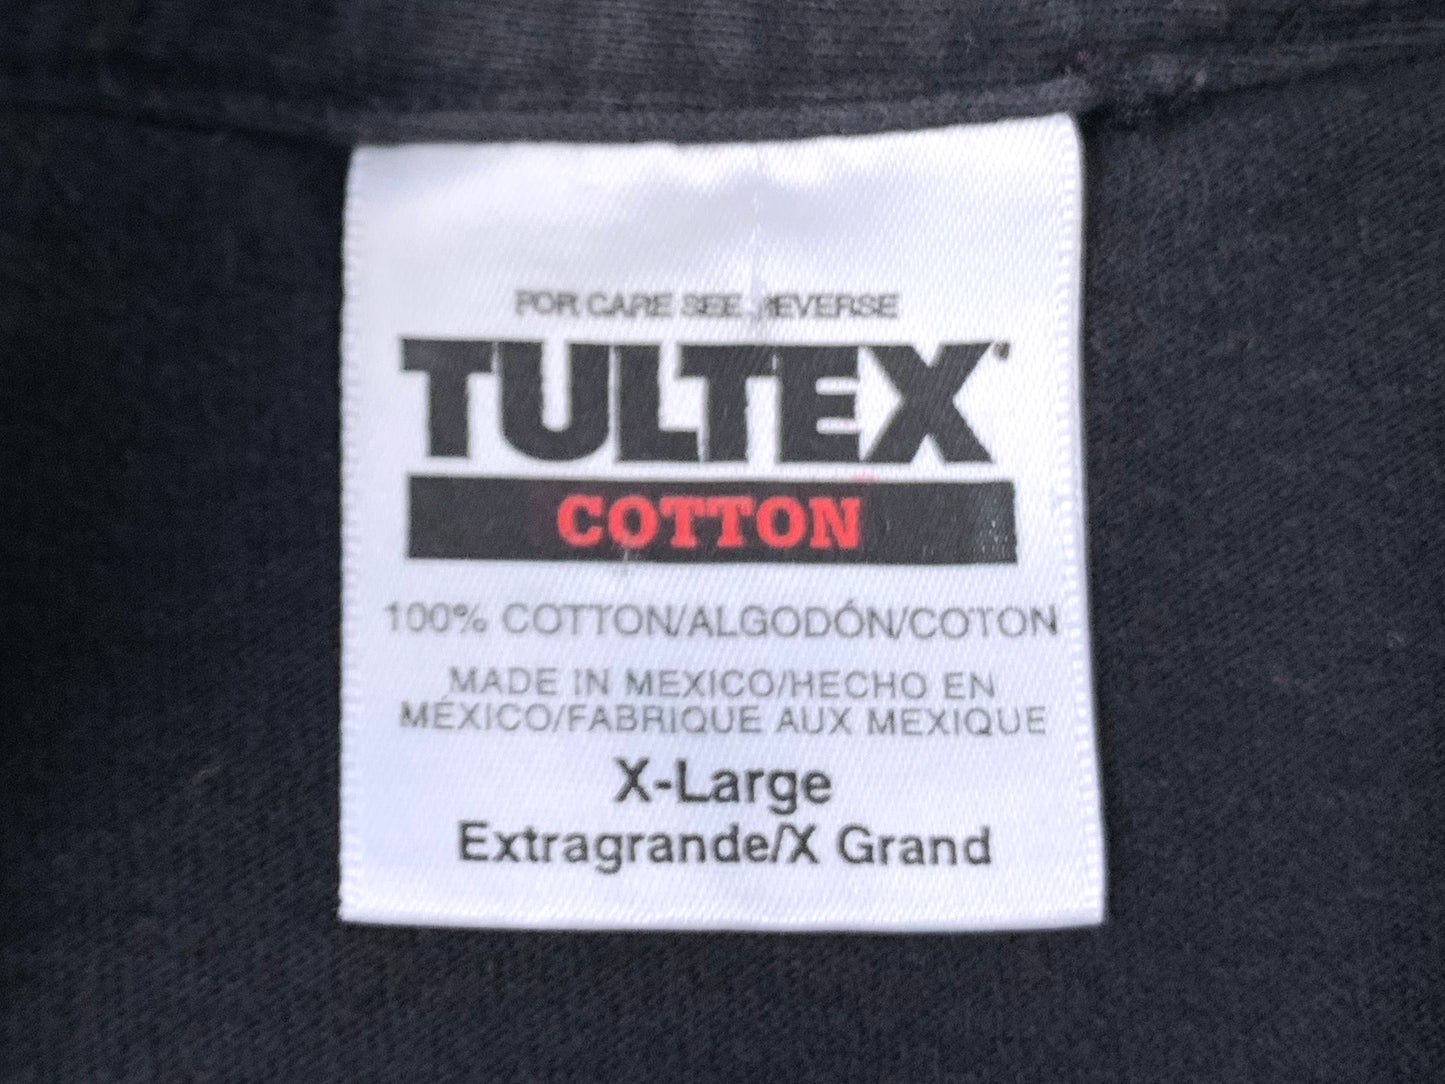 FOR CARE SEE REVERSE
TULTEX
COTTON
100% COTTON/ALGODÓN/COTON
MADE IN MEXICO/HECHO EN
MÉXICO/FABRIQUE AUX MEXIQUE
X-Large
Extragrande/X Grand